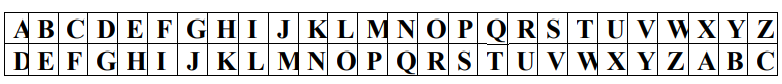 A B C D E F G H I J K L M N O P Q R S T U V W X Y Z
D E F G H I J K L M N O P Q R S T U V W X Y Z A B C